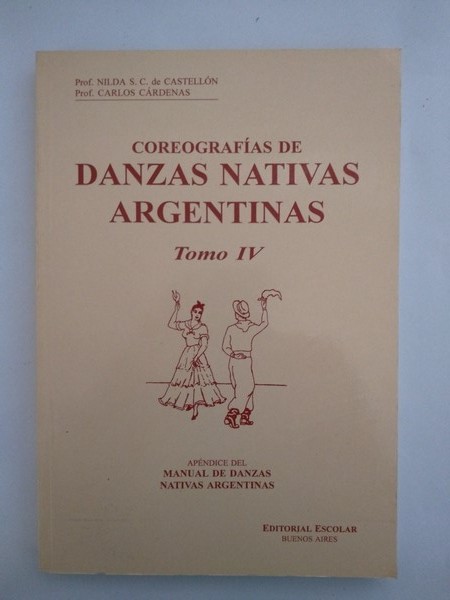 Prof. NILDA S. C. de CASTELLÓN
Prof. CARLOS CÁRDENAS
COREOGRAFÍAS DE
DANZAS NATIVAS
ARGENTINAS
Tomo IV
APÉNDICE DEL
MANUAL DE DANZAS
NATIVAS ARGENTINAS
EDITORIAL ESCOLAR
BUENOS AIRES